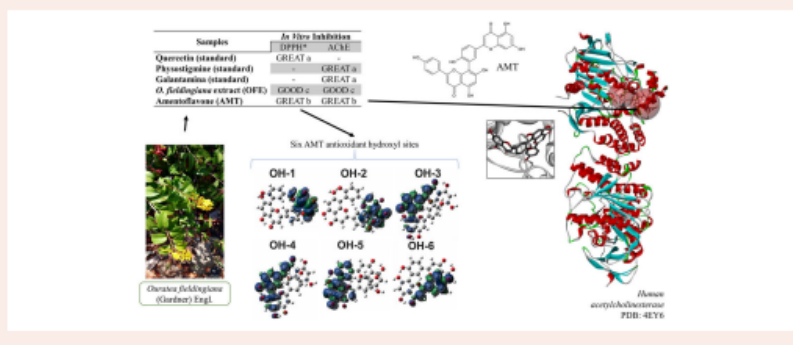 Samples In Vitro Inhibition
DPPH* AChE
Quercetin (standard) GREAT a -
Physostigmine (standard) - GREAT a
Galantamina (standard) - GREAT a
O. fieldingiana extract (OFE) GOOD c GOOD c
Amentoflavone (AMT) GREAT b GREAT b
AMT
Six AMT antioxidant hydroxyl sites
OH-1 OH-2 OH-3
OH-4 OH-5 OH-6
Ouratea fieldingiana
(Gardner) Engl.
Human
acetylcholinesterase
PDB: 4EY6